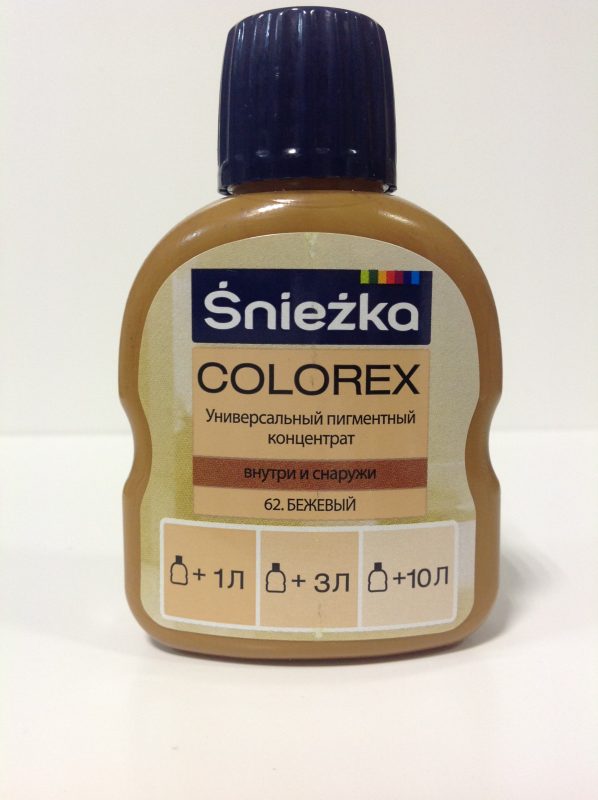 Śnieżka
COLOREX
Универсальный пигментный
концентрат
внутри и снаружи
62. БЕЖЕВЫЙ
+ 1Л
+ 3Л
+10Л